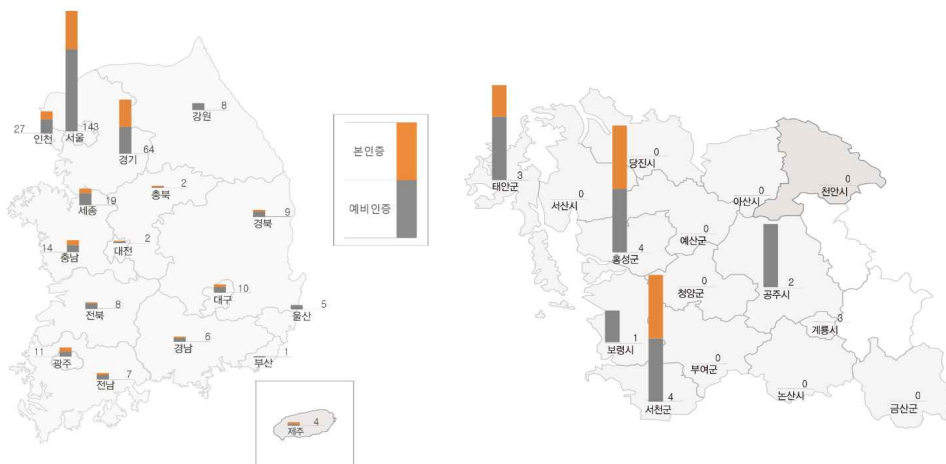 8
강원
27
인천
서울
143
경기
64
본인증
예비인증
충북
2
세종
19
경북
9
14
충남
대전
2
대구
10
울산
5
전북
8
경남
6
부산
1
11
광주
전남
7
제주
4
태안군
3
0
당진시
서산시
0
0
아산시
0
천안시
홍성군
4
0
예산군
0
청양군
공주시
2
3
계룡시
보령시
1
0
부여군
0
논산시
서천군
4
0
금산군